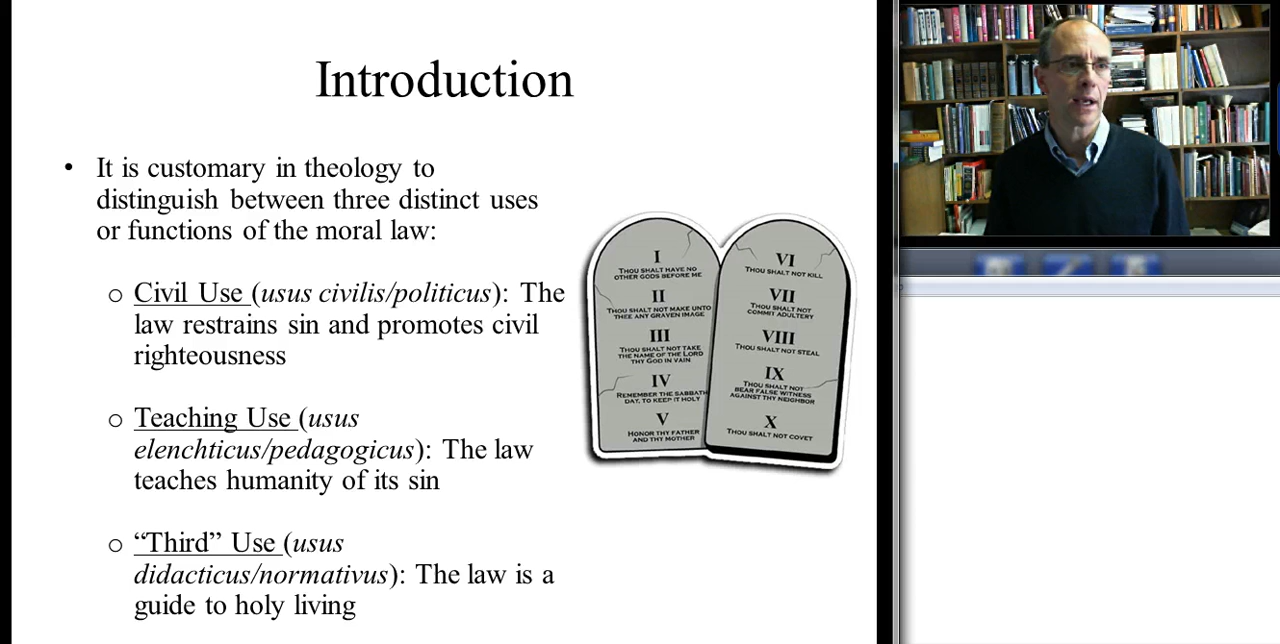 Introduction
• It is customary in theology to
distinguish between three distinct uses
or functions of the moral law:
o Civil Use (usus civilis/politicus): The
law restrains sin and promotes civil
righteousness
o Teaching Use (usus
elenchticus/pedagogicus): The law
teaches humanity of its sin
o “Third” Use (usus
didacticus/normativus): The law is a
guide to holy living
I
THOU SHALT HAVE NO
OTHER GODS BEFORE ME
II
THOU SHALT NOT MAKE UNTO
THEE ANY GRAVEN IMAGE
III
THOU SHALT NOT TAKE
THE NAME OF THE LORD
THY GOD IN VAIN
IV
REMEMBER THE SABBATH
DAY, TO KEEP IT HOLY
V
HONOR THY FATHER
AND THY MOTHER
VI
THOU SHALT NOT KILL
VII
THOU SHALT NOT
COMMIT ADULTERY
VIII
THOU SHALT NOT STEAL
IX
THOU SHALT NOT
BEAR FALSE WITNESS
AGAINST THY NEIGHBOR
X
THOU SHALT NOT COVET